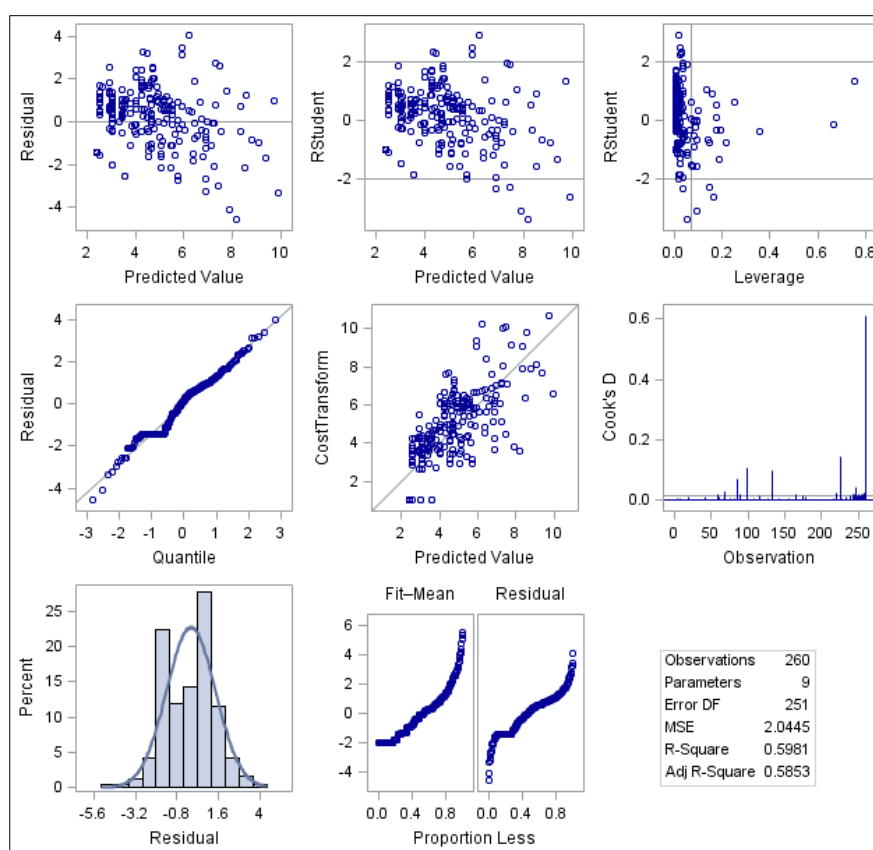 4
2
0
-2
-4
Residual
2 4 6 8 10
Predicted Value
2
0
-2
RStudent
2 4 6 8 10
Predicted Value
2
0
-2
RStudent
0.0 0.2 0.4 0.6 0.8
Leverage
4
2
0
-2
-4
Residual
-3 -2 -1 0 1 2 3
Quantile
10
8
6
4
2
CostTransform
2 4 6 8 10
Predicted Value
0.6
0.4
0.2
0.0
Cook's D
0 50 100 150 200 250
Observation
25
20
15
10
5
0
Percent
-5.6 -3.2 -0.8 1.6 4
Residual
Fit–Mean Residual
6
4
2
0
-2
-4
0.0 0.4 0.8 0.0 0.4 0.8
Proportion Less
Observations 260
Parameters 9
Error DF 251
MSE 2.0445
R-Square 0.5981
Adj R-Square 0.5853